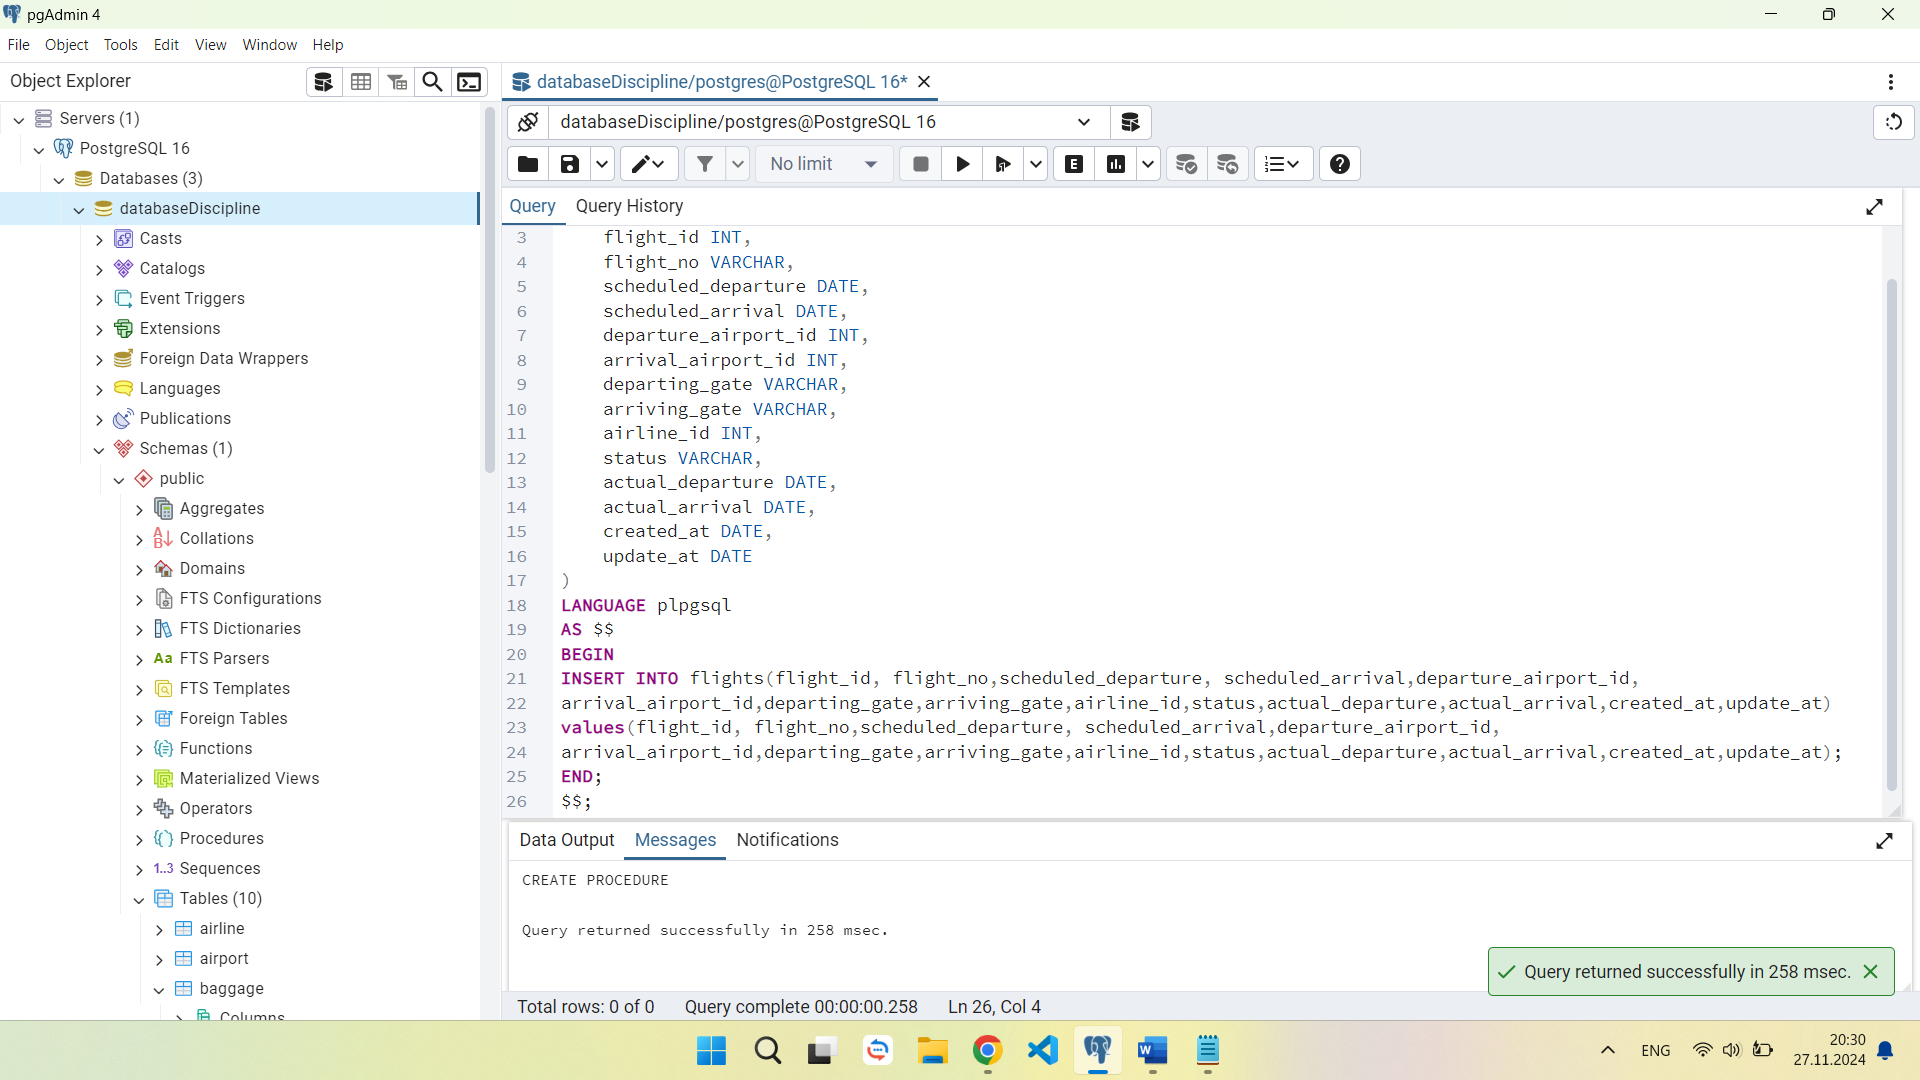 pgAdmin 4
File Object Tools Edit View Window Help
Object Explorer
databaseDiscipline/postgres@PostgreSQL 16*
Servers (1)
PostgreSQL 16
Databases (3)
databaseDiscipline
Casts
Catalogs
Event Triggers
Extensions
Foreign Data Wrappers
Languages
Publications
Schemas (1)
public
Aggregates
Collations
Domains
FTS Configurations
FTS Dictionaries
Aa FTS Parsers
FTS Templates
Foreign Tables
Functions
Materialized Views
Operators
Procedures
1..3 Sequences
Tables (10)
airline
airport
baggage
Columns
databaseDiscipline/postgres@PostgreSQL 16
No limit
E
Query Query History
3 flight_id INT,
4 flight_no VARCHAR,
5 scheduled_departure DATE,
6 scheduled_arrival DATE,
7 departure_airport_id INT,
8 arrival_airport_id INT,
9 departing_gate VARCHAR,
10 arriving_gate VARCHAR,
11 airline_id INT,
12 status VARCHAR,
13 actual_departure DATE,
14 actual_arrival DATE,
15 created_at DATE,
16 update_at DATE
17 )
18 LANGUAGE plpgsql
19 AS $$
20 BEGIN
21 INSERT INTO flights(flight_id, flight_no,scheduled_departure, scheduled_arrival,departure_airport_id,
22 arrival_airport_id,departing_gate,arriving_gate,airline_id,status,actual_departure,actual_arrival,created_at,update_at)
23 values(flight_id, flight_no,scheduled_departure, scheduled_arrival,departure_airport_id,
24 arrival_airport_id,departing_gate,arriving_gate,airline_id,status,actual_departure,actual_arrival,created_at,update_at);
25 END;
26 $$;
Data Output Messages Notifications
CREATE PROCEDURE
Query returned successfully in 258 msec.
Query returned successfully in 258 msec.
Total rows: 0 of 0 Query complete 00:00:00.258 Ln 26, Col 4
W
ENG
20:30
27.11.2024